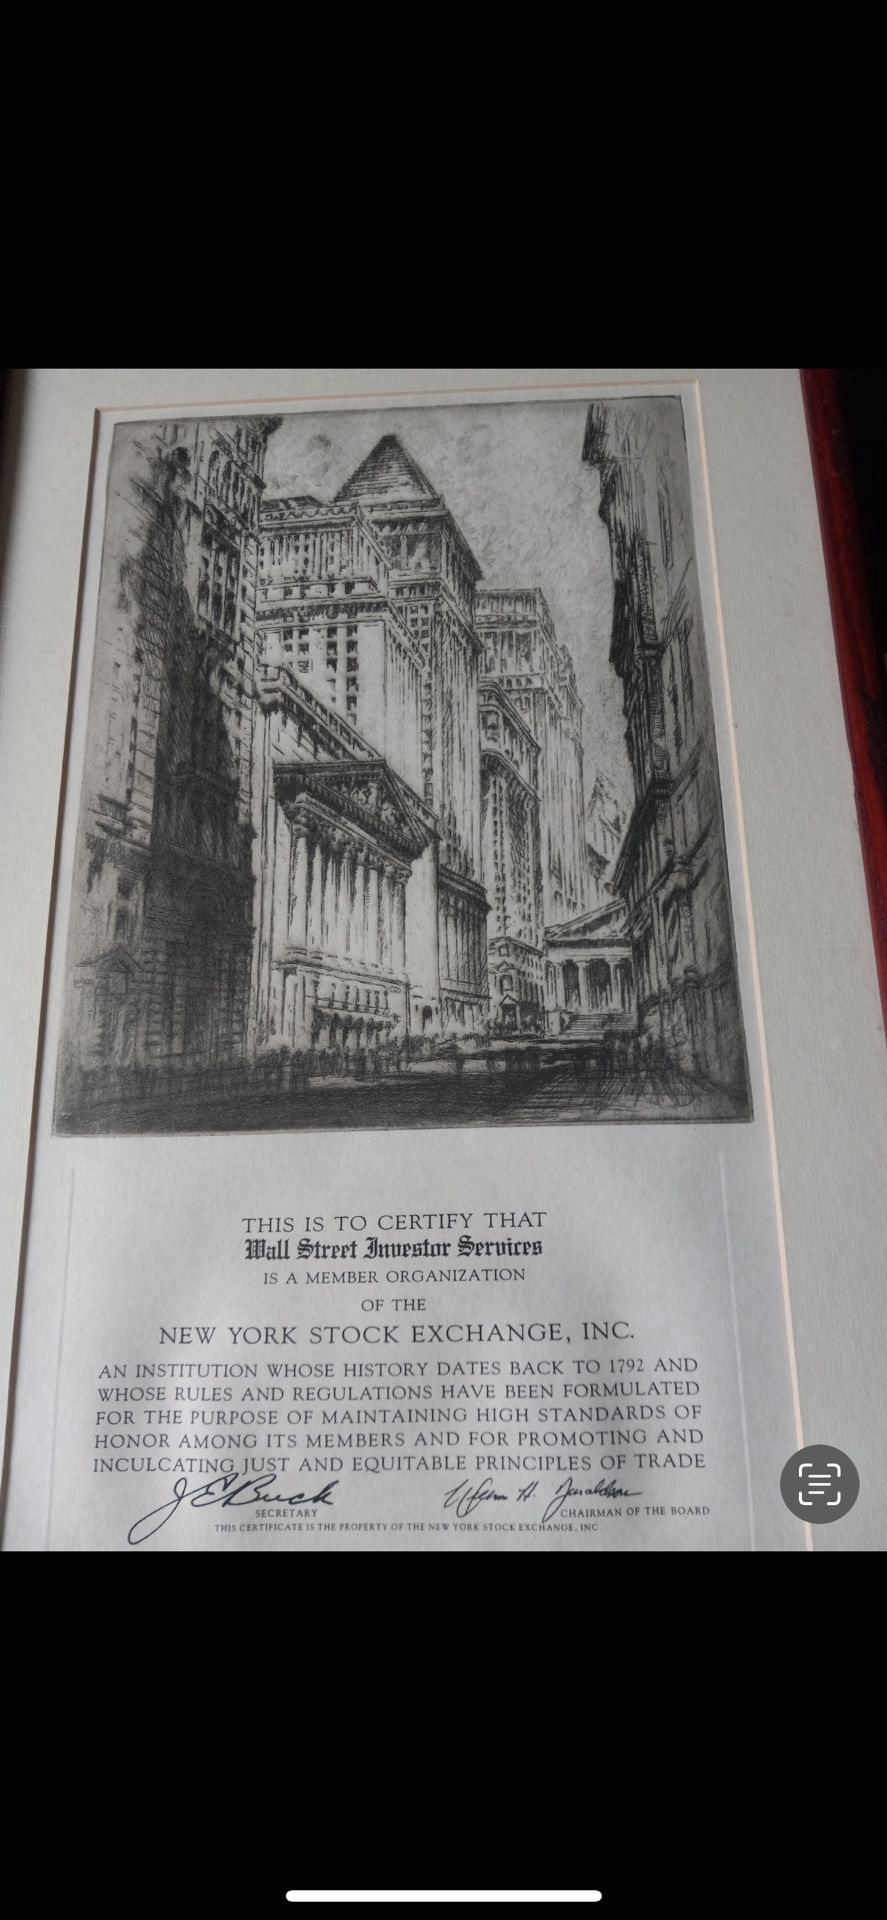 THIS IS TO CERTIFY THAT
Wall Street Investor Services
IS A MEMBER ORGANIZATION
OF THE
NEW YORK STOCK EXCHANGE, INC.
AN INSTITUTION WHOSE HISTORY DATES BACK TO 1792 AND
WHOSE RULES AND REGULATIONS HAVE BEEN FORMULATED
FOR THE PURPOSE OF MAINTAINING HIGH STANDARDS OF
HONOR AMONG ITS MEMBERS AND FOR PROMOTING AND
INCULCATING JUST AND EQUITABLE PRINCIPLES OF TRADE
J E Buck
SECRETARY
William H. Donaldson
CHAIRMAN OF THE BOARD
THIS CERTIFICATE IS THE PROPERTY OF THE NEW YORK STOCK EXCHANGE, INC.